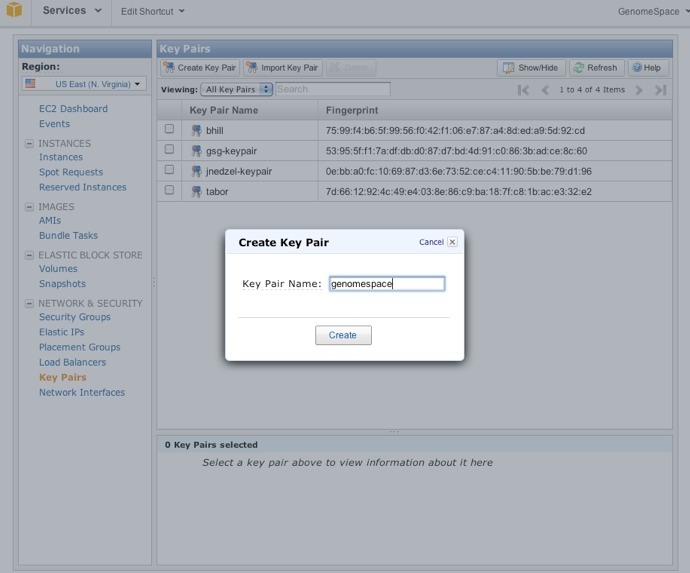 Services Edit Shortcut GenomeSpace
Navigation
Region:
US East (N. Virginia)
EC2 Dashboard
Events
INSTANCES
Instances
Spot Requests
Reserved Instances
IMAGES
AMIs
Bundle Tasks
ELASTIC BLOCK STORE
Volumes
Snapshots
NETWORK & SECURITY
Security Groups
Elastic IPs
Placement Groups
Load Balancers
Key Pairs
Network Interfaces
Key Pairs
Create Key Pair Import Key Pair Delete Show/Hide Refresh Help
Viewing: All Key Pairs Search 1 to 4 of 4 Items
Key Pair Name Fingerprint
bhill 75:99:f4:b6:5f:99:56:f0:42:f1:06:e7:87:a4:8d:ed:a9:5d:92:cd
gsg-keypair 53:95:5f:f1:7a:df:db:d0:87:d7:bd:4d:91:c0:86:3b:ad:ce:8c:60
jnedzel-keypair 0e:bb:a0:fc:10:69:87:d3:6e:73:52:ce:c4:11:90:5b:be:79:d1:96
tabor 7d:66:12:92:4c:49:e4:03:8e:86:c9:ba:18:7f:c8:1b:ac:e3:32:e2
Create Key Pair Cancel
Key Pair Name: genomespace
Create
0 Key Pairs selected
Select a key pair above to view information about it here